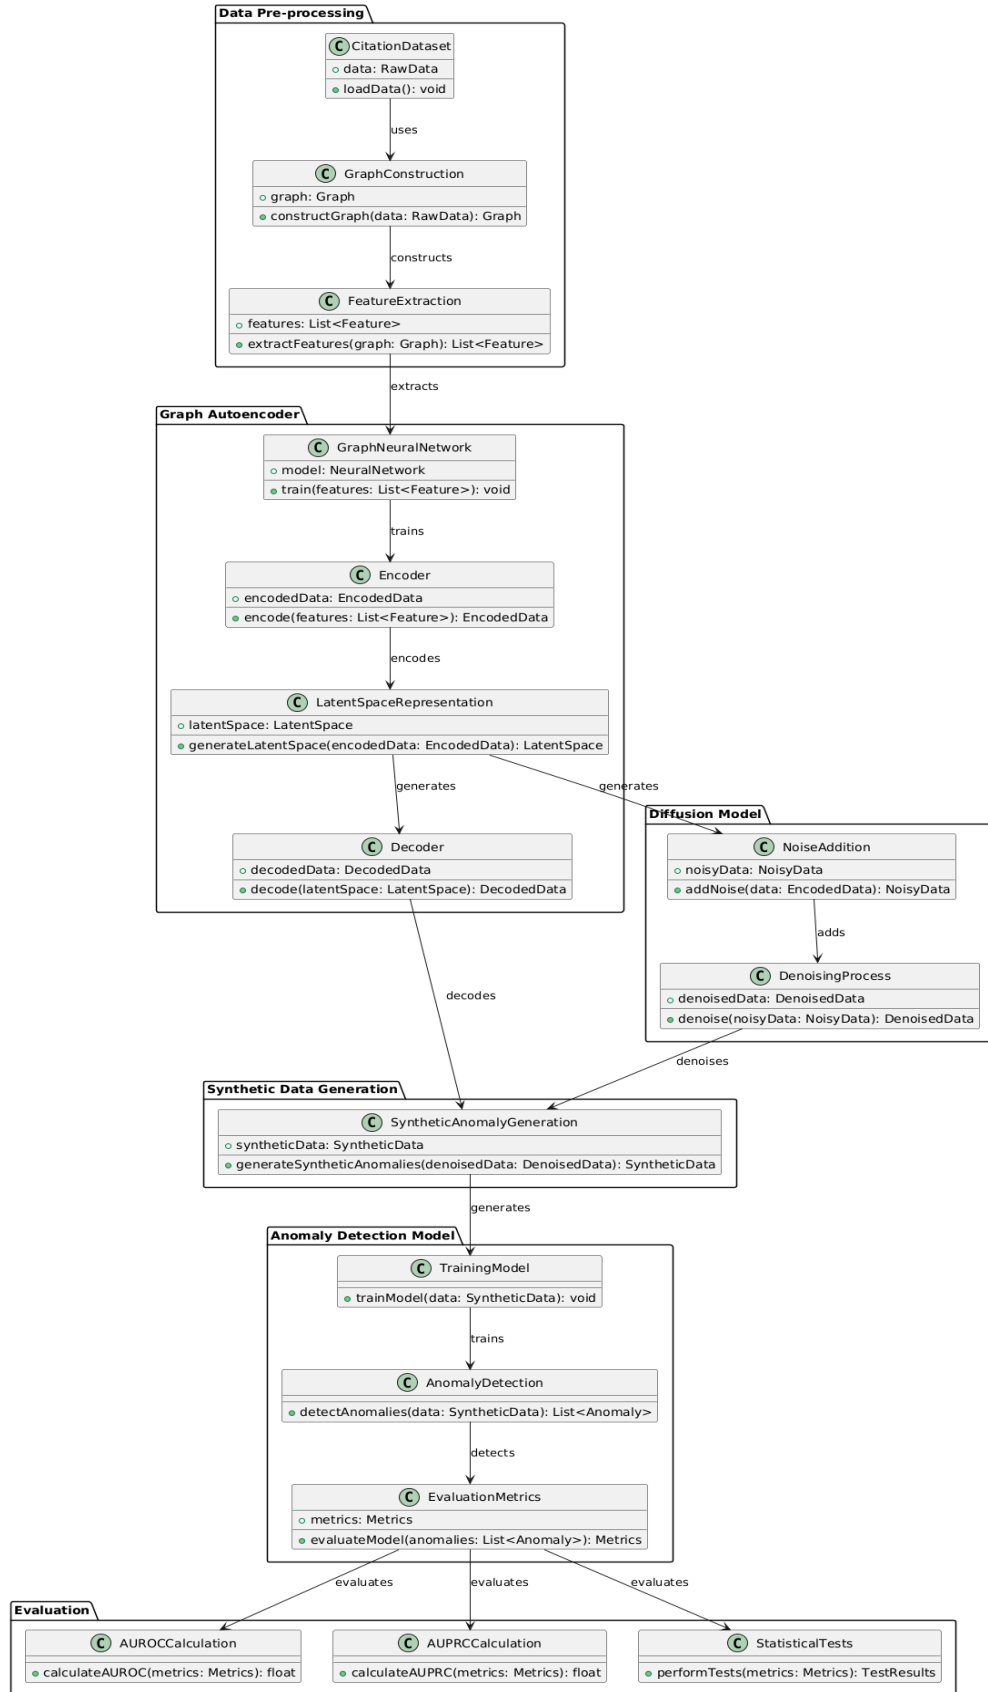 Data Pre-processing
C CitationDataset
data: RawData
loadData(): void
uses
C GraphConstruction
graph: Graph
constructGraph(data: RawData): Graph
constructs
C FeatureExtraction
features: List<Feature>
extractFeatures(graph: Graph): List<Feature>
extracts
Graph Autoencoder
C GraphNeuralNetwork
model: NeuralNetwork
train(features: List<Feature>): void
trains
C Encoder
encodedData: EncodedData
encode(features: List<Feature>): EncodedData
encodes
C LatentSpaceRepresentation
latentSpace: LatentSpace
generateLatentSpace(encodedData: EncodedData): LatentSpace
generates
generates
Diffusion Model
C Decoder
decodedData: DecodedData
decode(latentSpace: LatentSpace): DecodedData
C NoiseAddition
noisyData: NoisyData
addNoise(data: EncodedData): NoisyData
adds
C DenoisingProcess
denoisedData: DenoisedData
denoise(noisyData: NoisyData): DenoisedData
decodes
denoises
Synthetic Data Generation
C SyntheticAnomalyGeneration
syntheticData: SyntheticData
generateSyntheticAnomalies(denoisedData: DenoisedData): SyntheticData
generates
Anomaly Detection Model
C TrainingModel
trainModel(data: SyntheticData): void
trains
C AnomalyDetection
detectAnomalies(data: SyntheticData): List<Anomaly>
detects
C EvaluationMetrics
metrics: Metrics
evaluateModel(anomalies: List<Anomaly>): Metrics
evaluates
evaluates
evaluates
Evaluation
C AUROCCalculation
calculateAUROC(metrics: Metrics): float
C AUPRCCalculation
calculateAUPRC(metrics: Metrics): float
C StatisticalTests
performTests(metrics: Metrics): TestResults